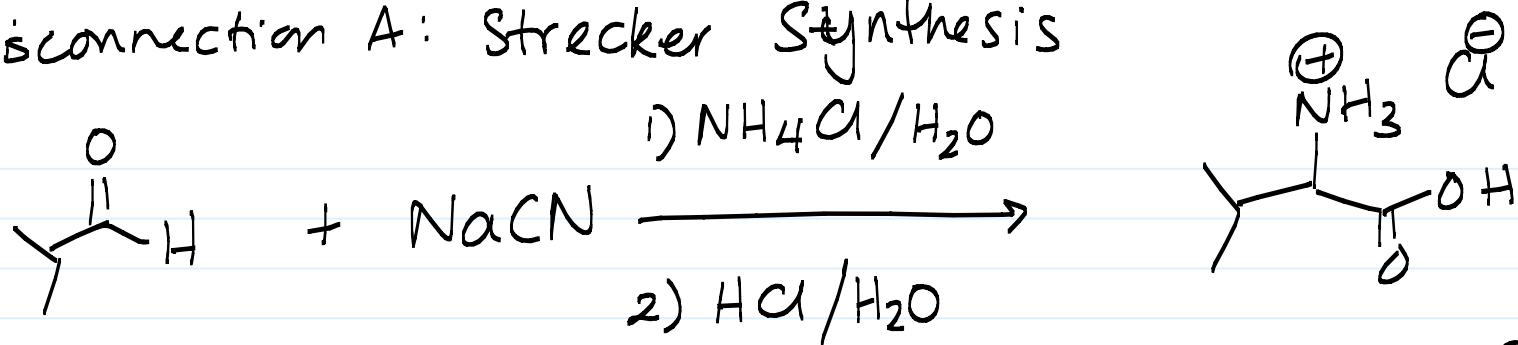 isconnection A: Strecker Synthesis
1) NH4Cl/H2O
O
H + NaCN
2) HCl/H2O
⊕ NH3 Cl ⊖
OH
O